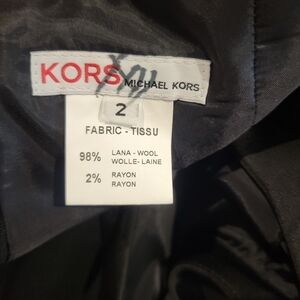 KORS MICHAEL KORS
2
FABRIC - TISSU
98% LANA - WOOL
WOLLE- LAINE
2% RAYON
RAYON